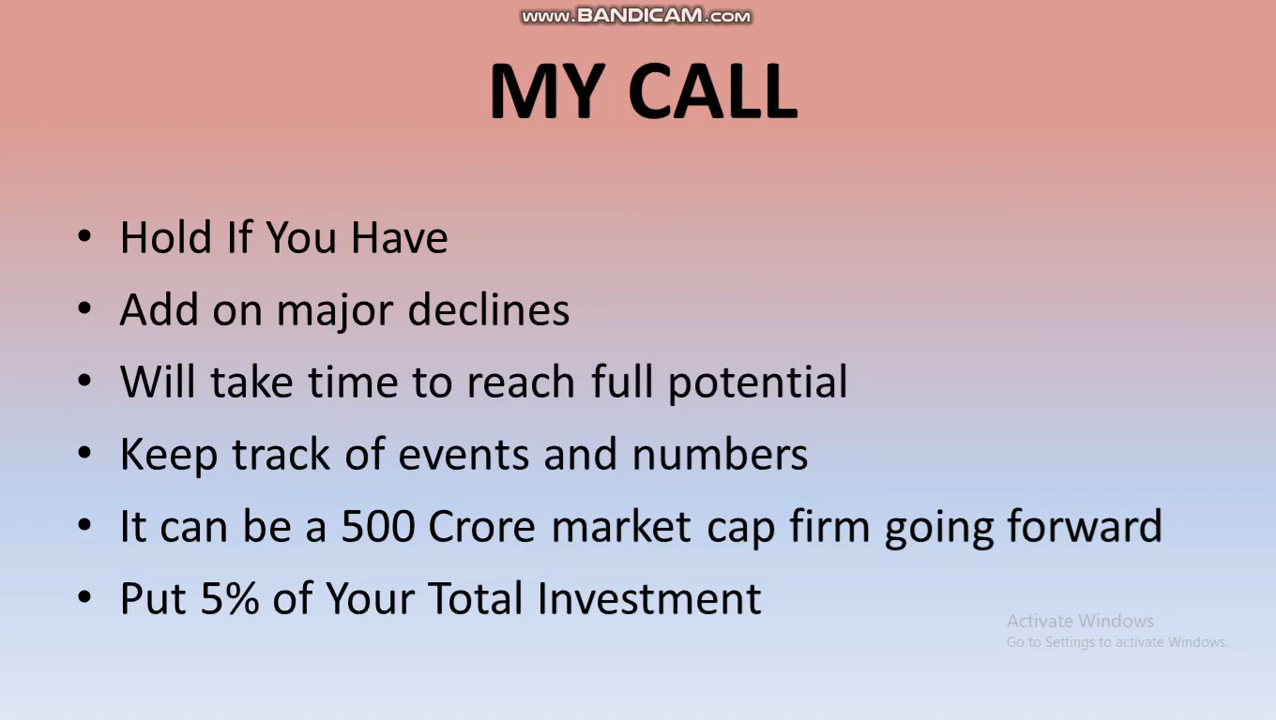 www.BANDICAM.com
MY CALL
• Hold If You Have
• Add on major declines
• Will take time to reach full potential
• Keep track of events and numbers
• It can be a 500 Crore market cap firm going forward
• Put 5% of Your Total Investment
Activate Windows
Go to Settings to activate Windows.